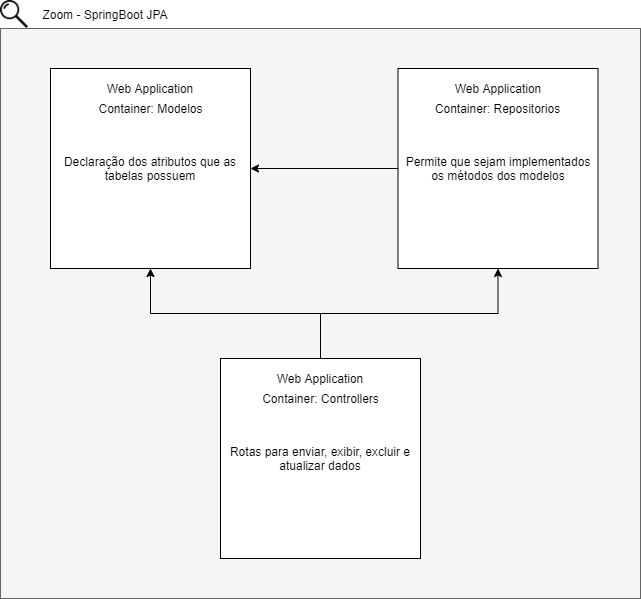 Zoom - SpringBoot JPA
Web Application
Container: Modelos
Declaração dos atributos que as
tabelas possuem
Web Application
Container: Repositorios
Permite que sejam implementados
os métodos dos modelos
Web Application
Container: Controllers
Rotas para enviar, exibir, excluir e
atualizar dados